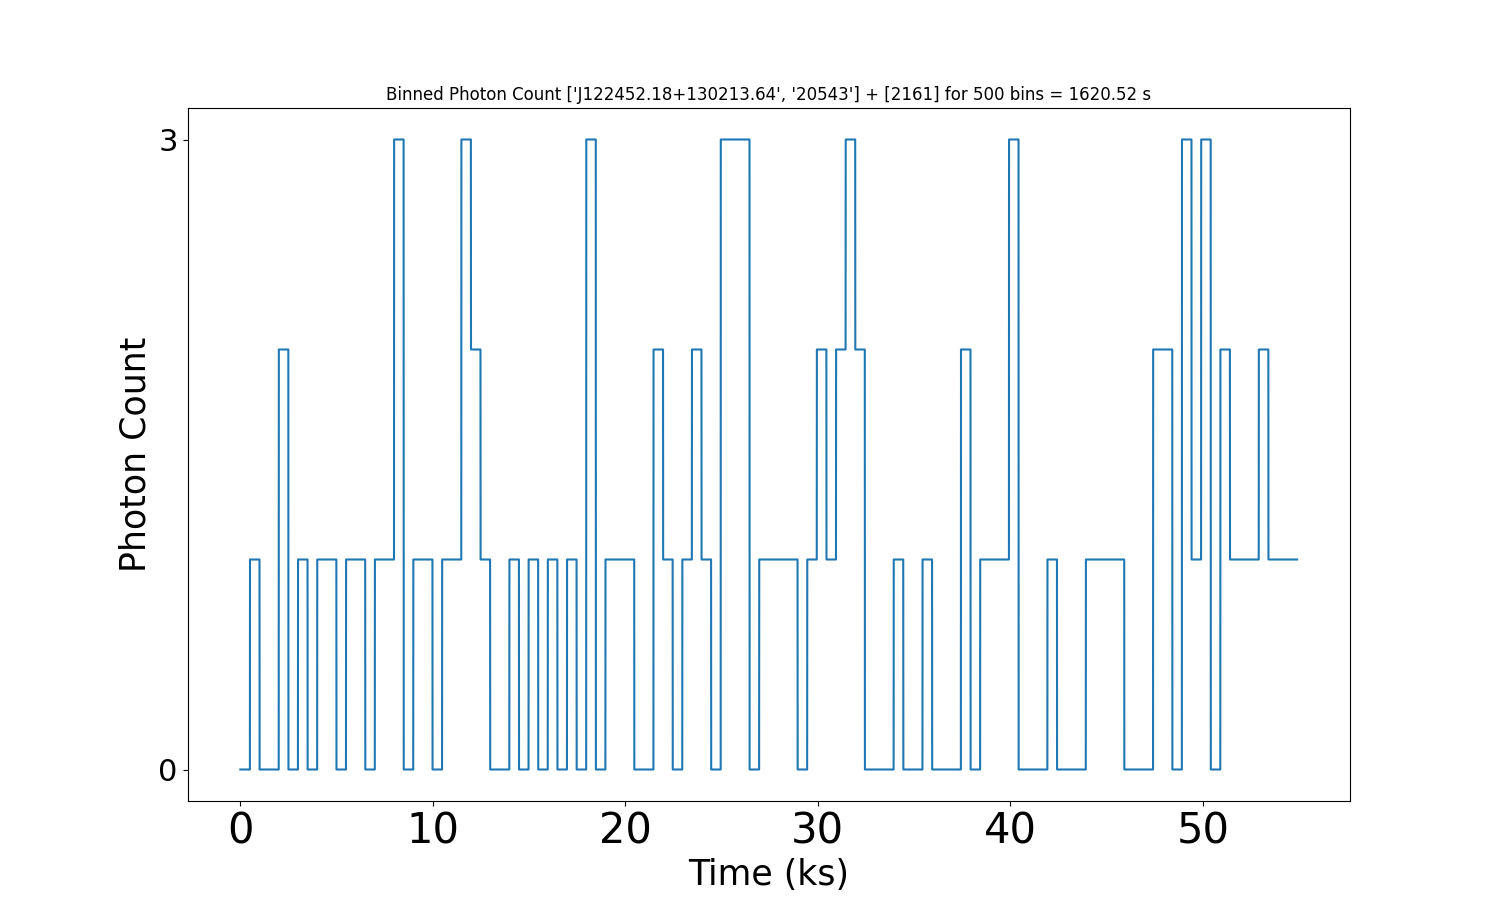 Binned Photon Count ['J122452.18+130213.64', '20543'] + [2161] for 500 bins = 1620.52 s
3
0
Photon Count
0 10 20 30 40 50
Time (ks)